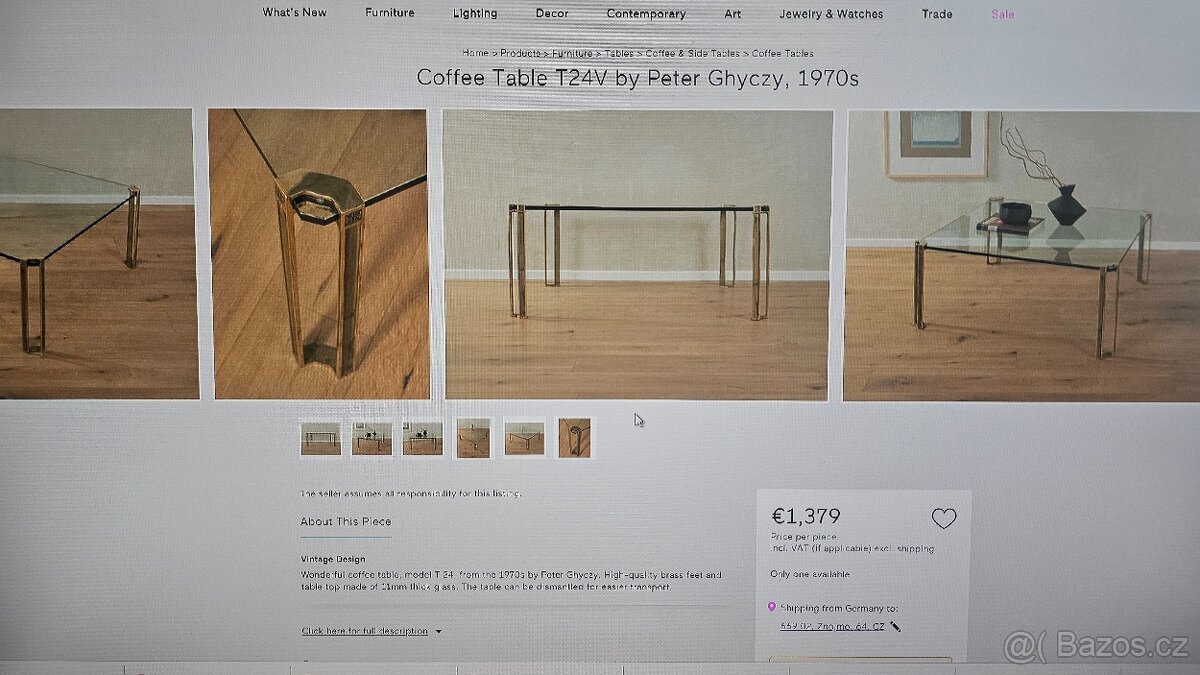 What's New Furniture Lighting Decor Contemporary Art Jewelry & Watches Trade Sale
Home > Products > Furniture > Tables > Coffee & Side Tables > Coffee Tables
Coffee Table T24V by Peter Ghyczy, 1970s
The seller assumes all responsibility for this listing.
About This Piece
Vintage Design
Wonderful coffee table, model T 24, from the 1970s by Peter Ghyczy. High-quality brass feet and
table top made of 11mm thick glass. The table can be dismantled for easier transport.
Click here for full description
€1,379
Price per piece
incl. VAT (if applicable) excl. shipping
Only one available
Shipping from Germany to:
669 02, Znojmo, 64, CZ
@( Bazos.cz